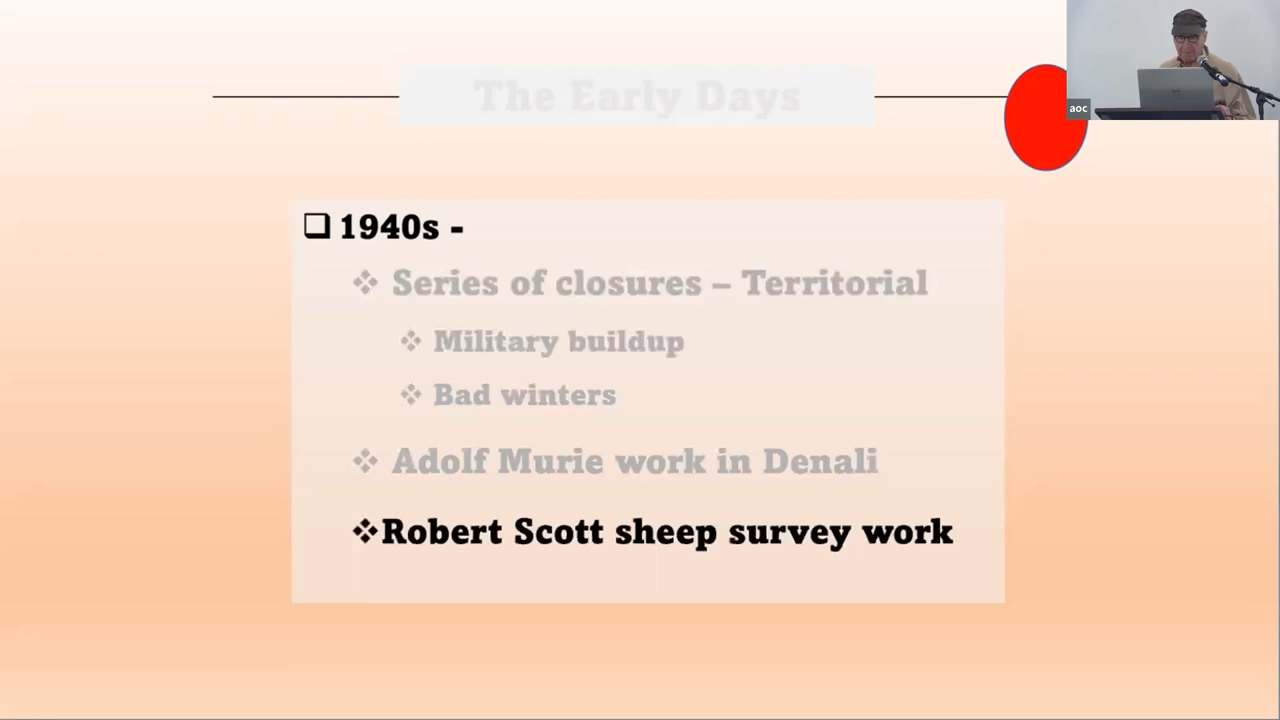 The Early Days
aoc
❑ 1940s -
❖ Series of closures – Territorial
❖ Military buildup
❖ Bad winters
❖ Adolf Murie work in Denali
❖Robert Scott sheep survey work